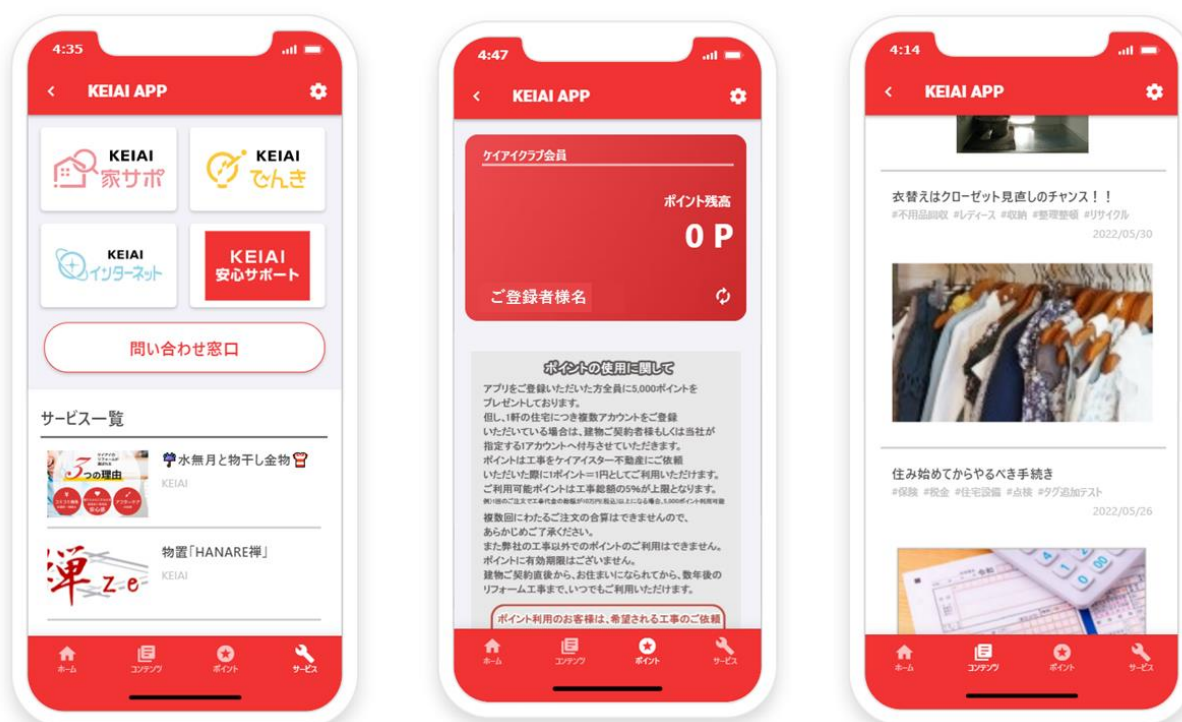 4:35
KEIAI APP
KEIAI
家サポ
KEIAI
でんき
KEIAI
インターネット
KEIAI
安心サポート
問い合わせ窓口
サービス一覧
3つの理由
水無月と物干し金物
KEIAI
禅
Z-e-
物置「HANARE禅」
KEIAI
ホーム
コンテンツ
ポイント
サービス
4:47
KEIAI APP
ケイアイクラブ会員
ポイント残高
0 P
ご登録者様名
ポイントの使用に関して
アプリをご登録いただいた方全員に5,000ポイントを
プレゼントしております。
但し、1軒の住宅につき複数アカウントをご登録
いただいている場合は、建物ご契約者様もしくは当社が
指定する1アカウントへ付与させていただきます。
ポイントは工事をケイアイスター不動産にご依頼
いただいた際に1ポイント=1円としてご利用いただけます。
ご利用可能ポイントは工事総額の5%が上限となります。
複数回にわたるご注文の合算はできませんので、
あらかじめご了承ください。
また弊社の工事以外でのポイントのご利用はできません。
ポイントに有効期限はございません。
建物ご契約直後から、お住まいになられてから、数年後の
リフォーム工事まで、いつでもご利用いただけます。
ポイント利用のお客様は、希望される工事のご依頼
ホーム
コンテンツ
ポイント
サービス
4:14
KEIAI APP
衣替えはクローゼット見直しのチャンス！！
#不用品回収 #レディース #収納 #整理整頓 #リサイクル
2022/05/30
住み始めてからやるべき手続き
#保険 #税金 #住宅設備 #点検 #タグ追加テスト
2022/05/26
ホーム
コンテンツ
ポイント
サービス